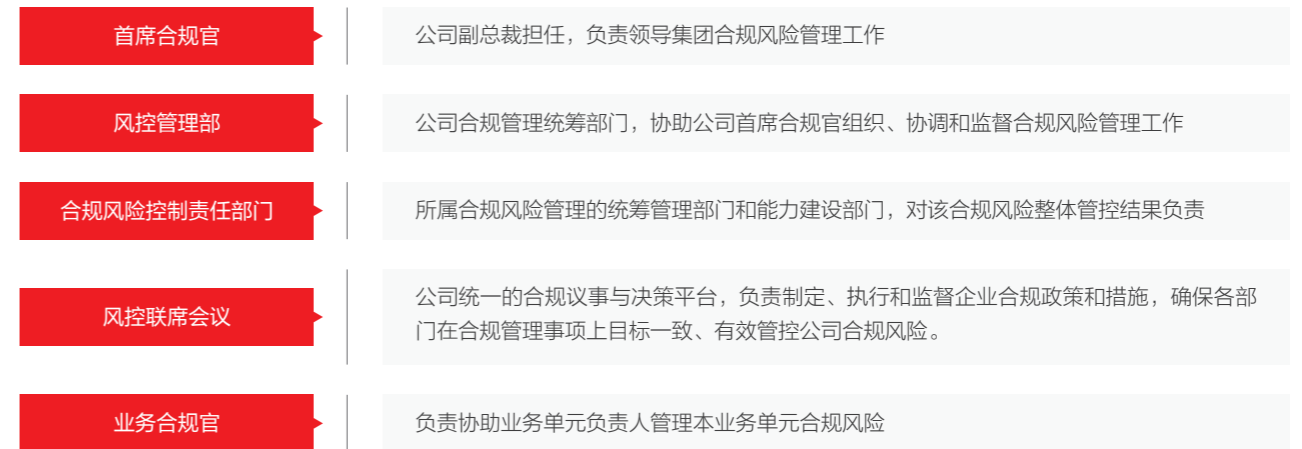 首席合规官
公司副总裁担任，负责领导集团合规风险管理工作
风控管理部
公司合规管理统筹部门，协助公司首席合规官组织、协调和监督合规风险管理工作
合规风险控制责任部门
所属合规风险管理的统筹管理部门和能力建设部门，对该合规风险整体管控结果负责
风控联席会议
公司统一的合规议事与决策平台，负责制定、执行和监督企业合规政策和措施，确保各部
门在合规管理事项上目标一致、有效管控公司合规风险。
业务合规官
负责协助业务单元负责人管理本业务单元合规风险